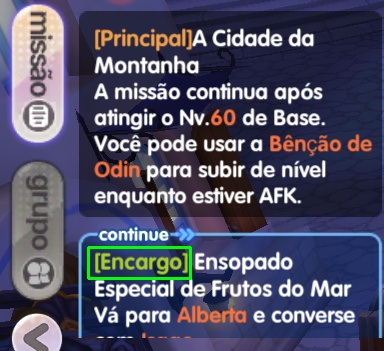 missão
grupo
[Principal]A Cidade da
Montanha
A missão continua após
atingir o Nv.60 de Base.
Você pode usar a Bênção de
Odin para subir de nível
enquanto estiver AFK.
continue
[Encargo] Ensopado
Especial de Frutos do Mar
Vá para Alberta e converse
com